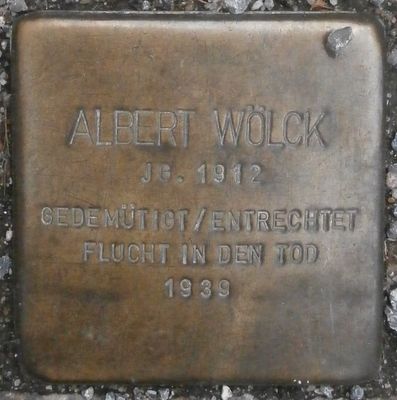 ALBERT WÖLCK
JG. 1912
GEDEMÜTIGT/ENTRECHTET
FLUCHT IN DEN TOD
1939